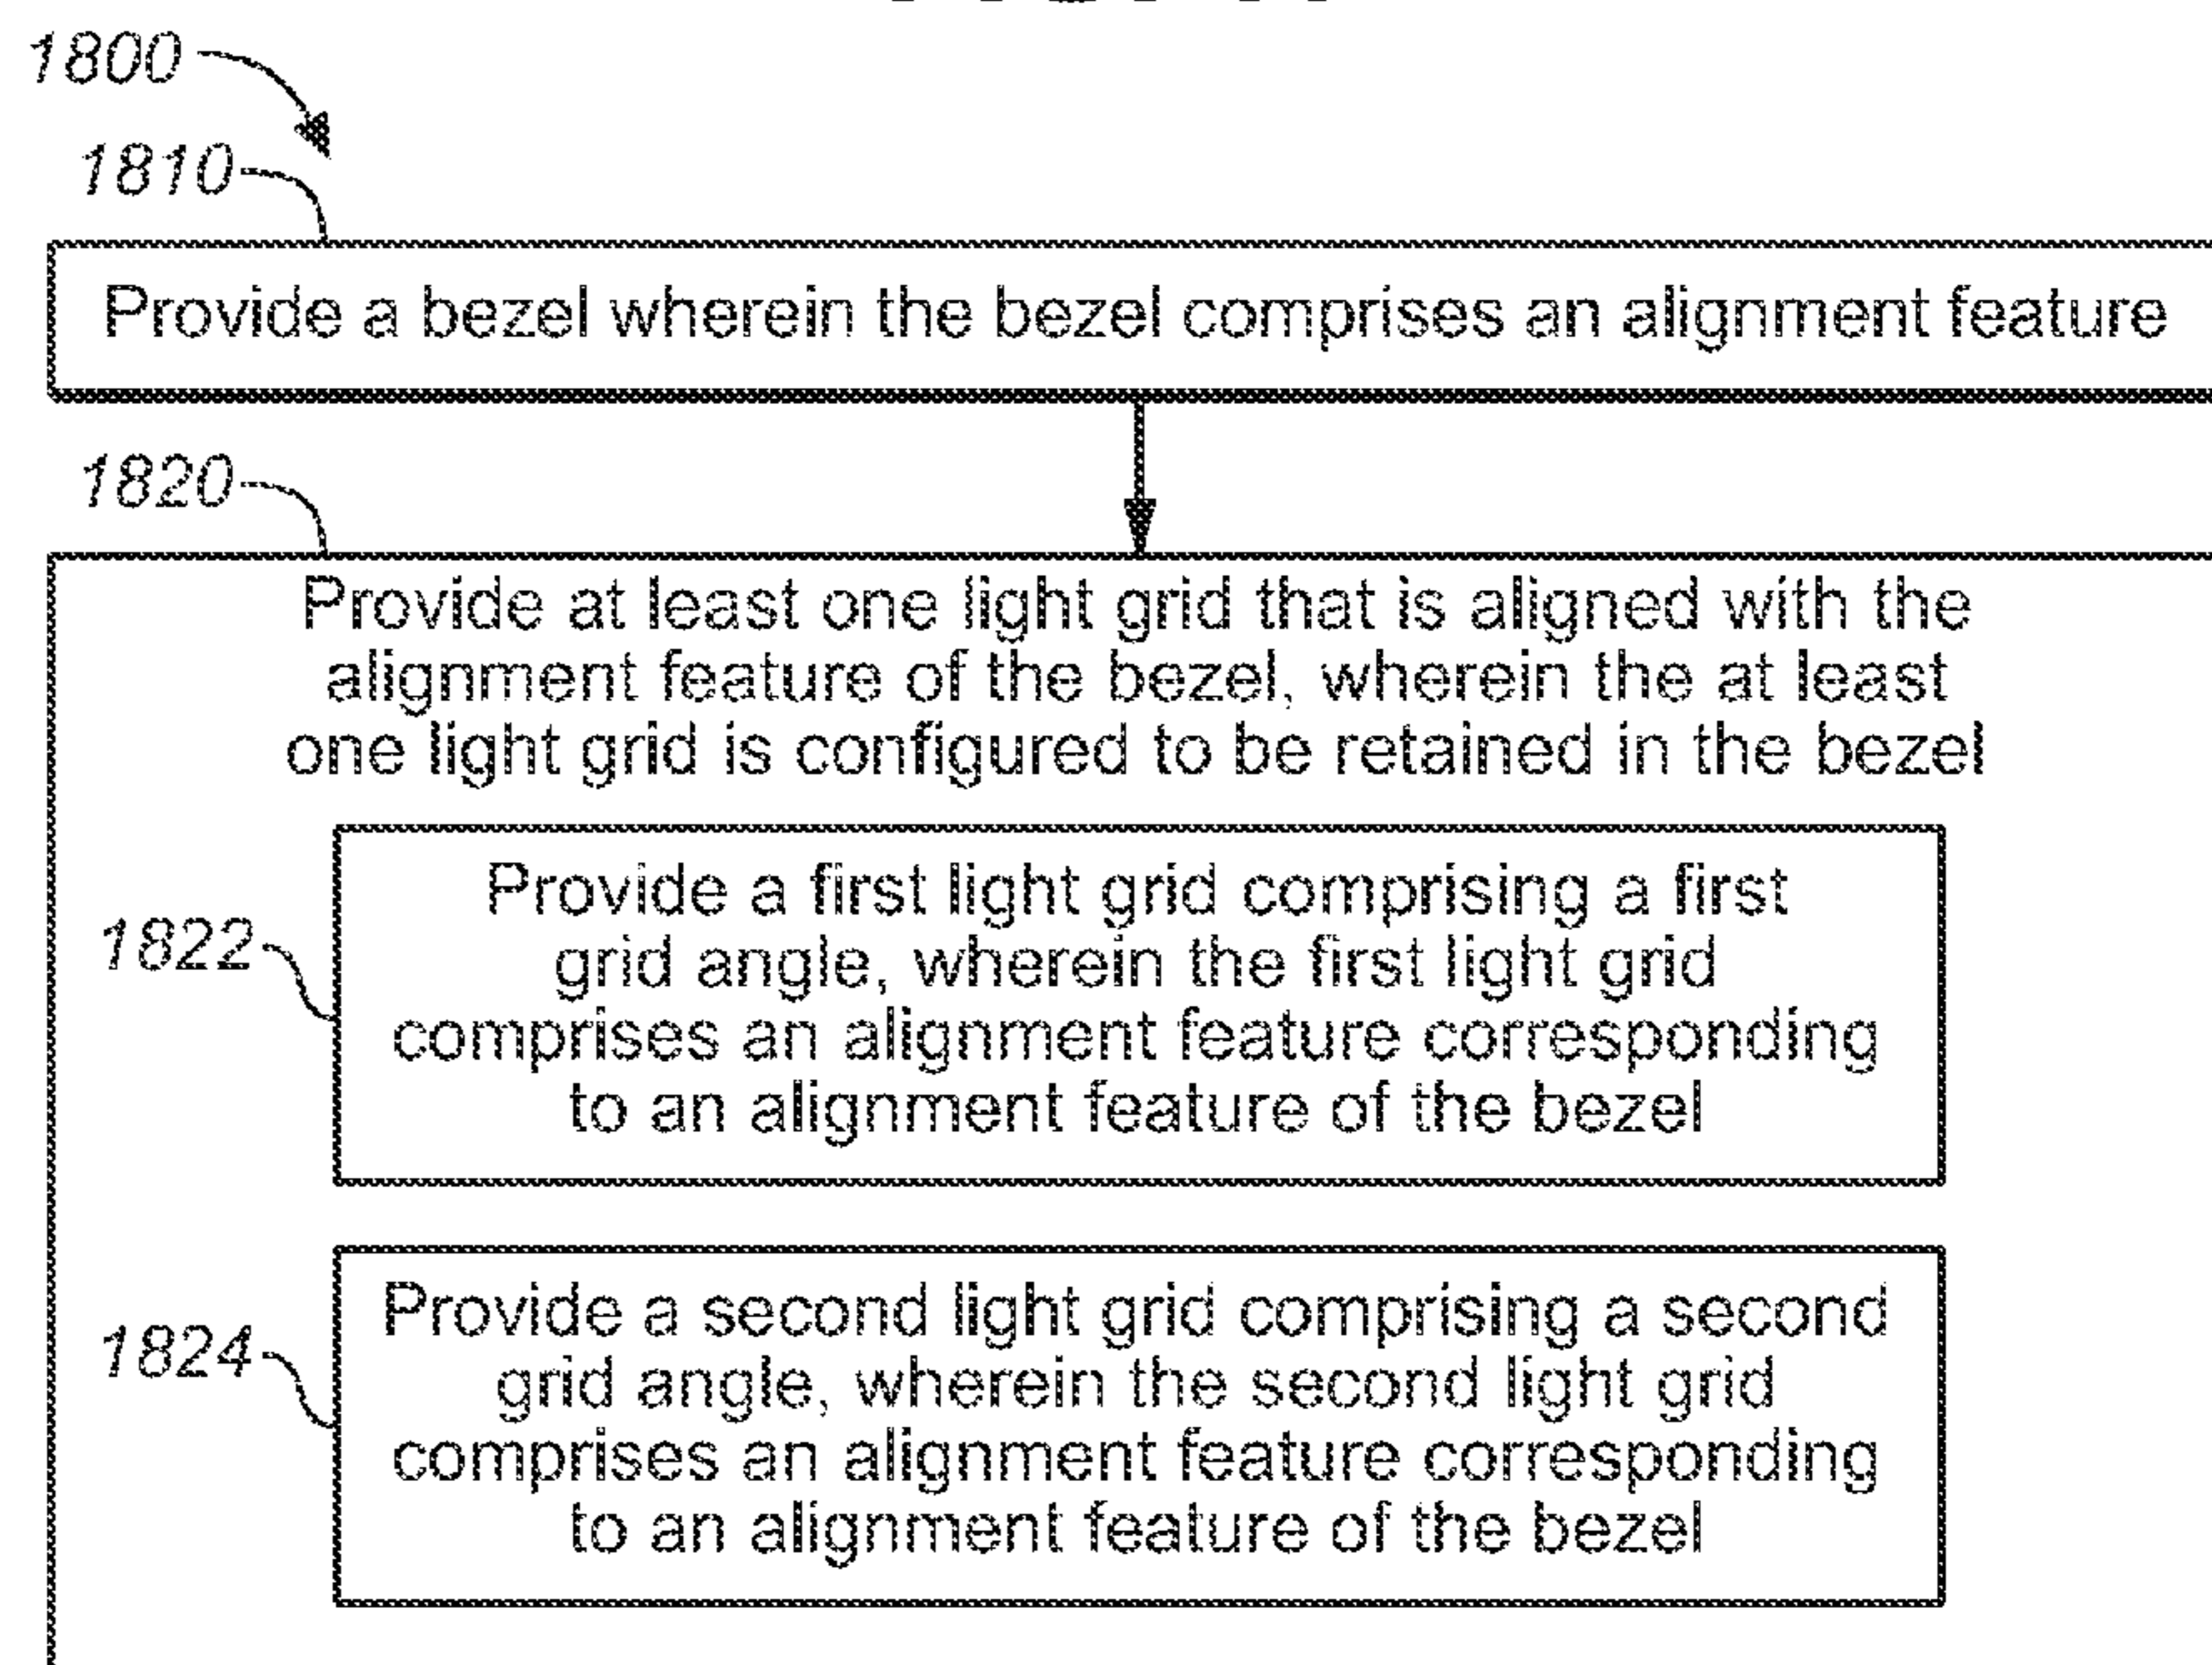 1800
1810
Provide a bezel wherein the bezel comprises an alignment feature
1820
Provide at least one light grid that is aligned with the
alignment feature of the bezel, wherein the at least
one light grid is configured to be retained in the bezel
1822
Provide a first light grid comprising a first
grid angle, wherein the first light grid
comprises an alignment feature corresponding
to an alignment feature of the bezel
1824
Provide a second light grid comprising a second
grid angle, wherein the second light grid
comprises an alignment feature corresponding
to an alignment feature of the bezel